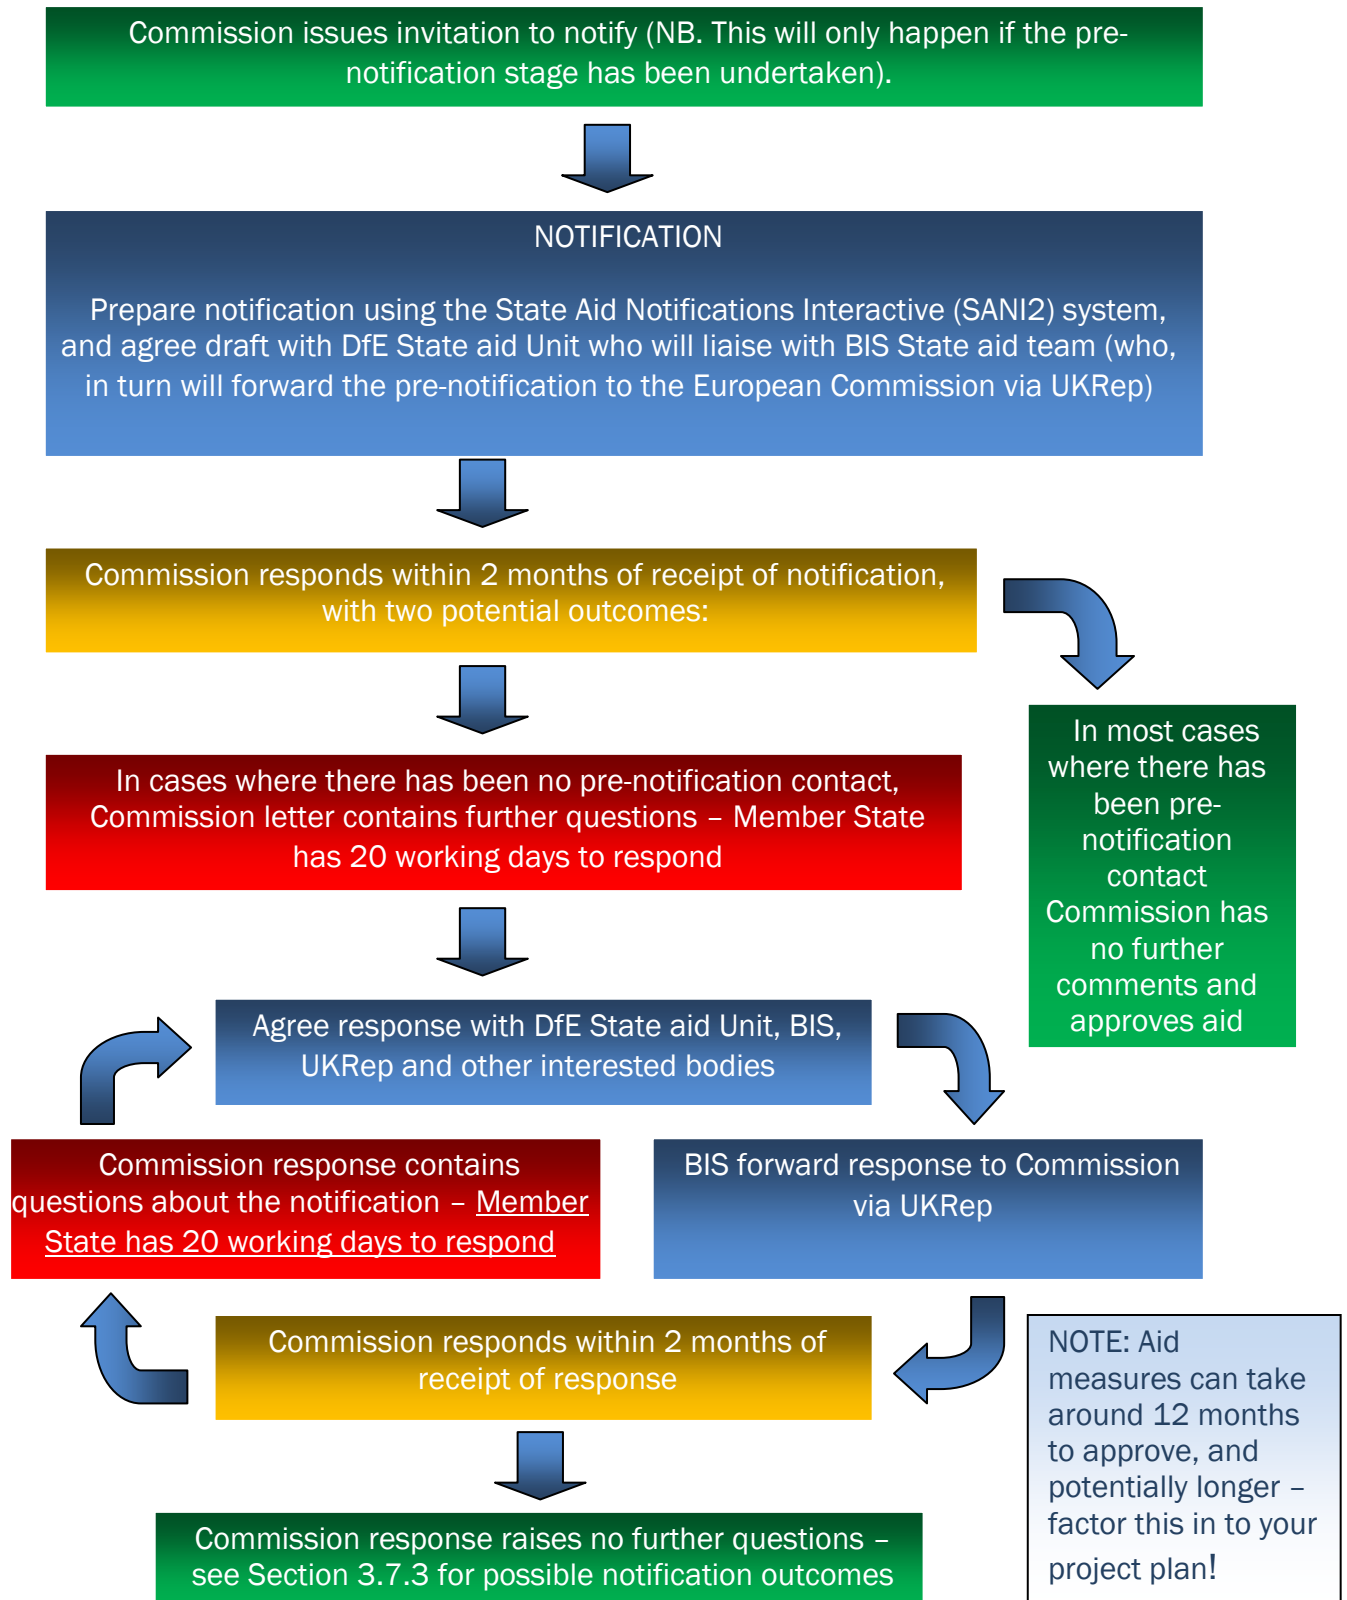 Commission issues invitation to notify (NB. This will only happen if the pre-
notification stage has been undertaken).
NOTIFICATION
Prepare notification using the State Aid Notifications Interactive (SANI2) system,
and agree draft with DfE State aid Unit who will liaise with BIS State aid team (who,
in turn will forward the pre-notification to the European Commission via UKRep)
Commission responds within 2 months of receipt of notification,
with two potential outcomes:
In most cases
where there has
been pre-
notification
contact
Commission has
no further
comments and
approves aid
In cases where there has been no pre-notification contact,
Commission letter contains further questions – Member State
has 20 working days to respond
Agree response with DfE State aid Unit, BIS,
UKRep and other interested bodies
BIS forward response to Commission
via UKRep
Commission response contains
questions about the notification – Member
State has 20 working days to respond
Commission responds within 2 months of
receipt of response
Commission response raises no further questions –
see Section 3.7.3 for possible notification outcomes
NOTE: Aid
measures can take
around 12 months
to approve, and
potentially longer –
factor this in to your
project plan!